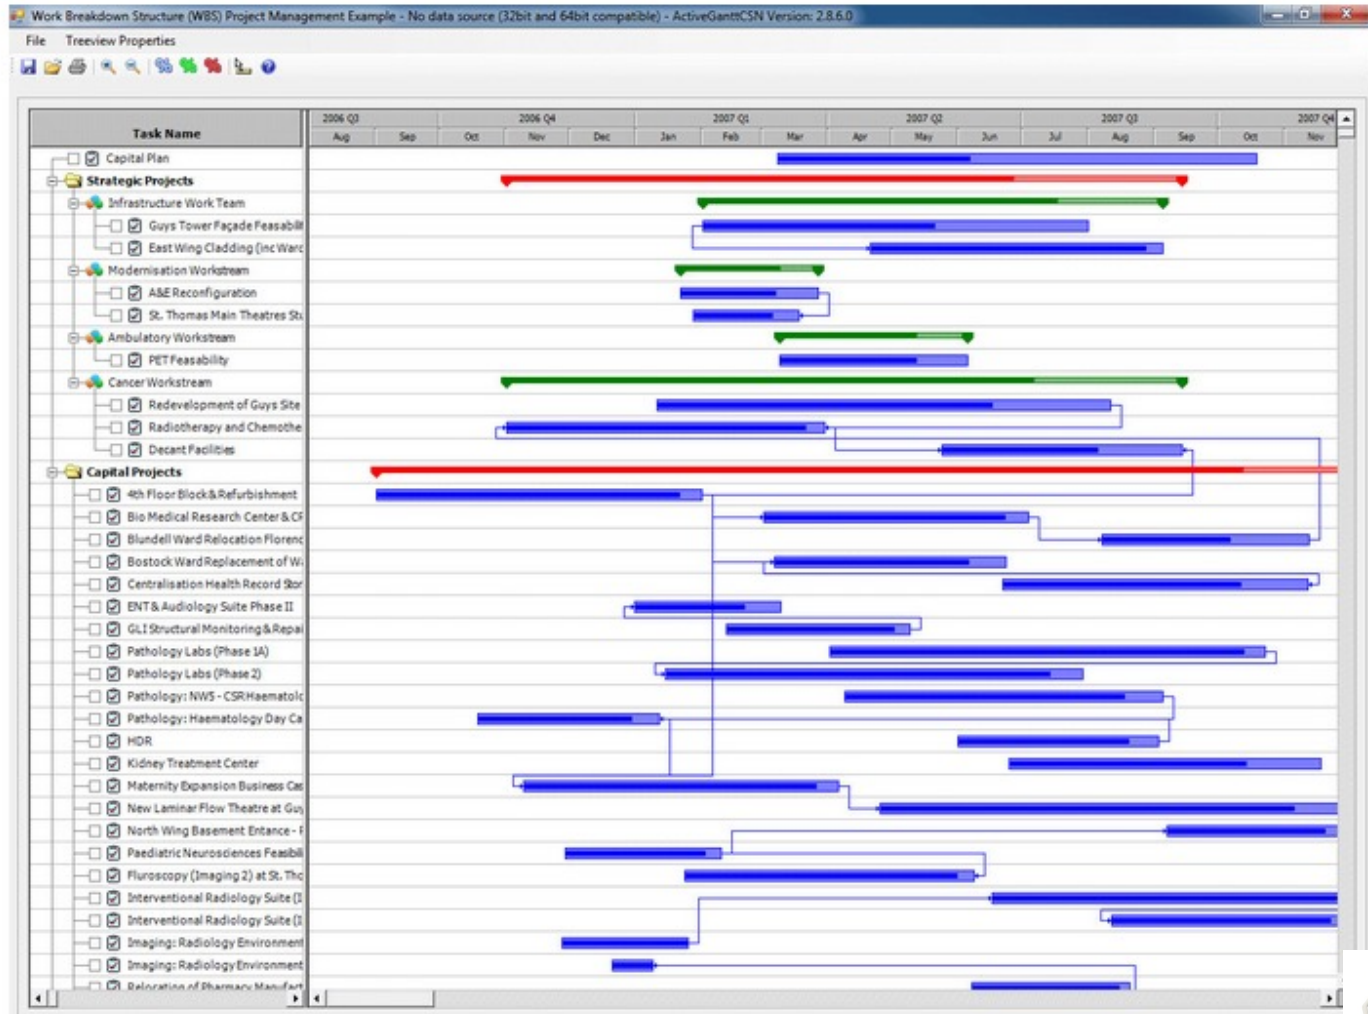 Work Breakdown Structure (WBS) Project Management Example - No data source (32bit and 64bit compatible) - ActiveGanttCSN Version: 2.8.6.0
File Treeview Properties
Task Name
2006 Q3 2006 Q4 2007 Q1 2007 Q2 2007 Q3 2007 Q4
Aug Sep Oct Nov Dec Jan Feb Mar Apr May Jun Jul Aug Sep Oct Nov
Capital Plan
Strategic Projects
Infrastructure Work Team
Guys Tower Façade Feasabili
East Wing Cladding (inc Ward
Modernisation Workstream
A&E Reconfiguration
St. Thomas Main Theatres Stu
Ambulatory Workstream
PET Feasability
Cancer Workstream
Redevelopment of Guys Site
Radiotherapy and Chemothe
Decant Facilities
Capital Projects
4th Floor Block & Refurbishment
Bio Medical Research Center & CR
Blundell Ward Relocation Florenc
Bostock Ward Replacement of Wa
Centralisation Health Record Stor
ENT & Audiology Suite Phase II
GLI Structural Monitoring & Repai
Pathology Labs (Phase 1A)
Pathology Labs (Phase 2)
Pathology: NW5 - CSR Haematolo
Pathology: Haematology Day Ca
HDR
Kidney Treatment Center
Maternity Expansion Business Cas
New Laminar Flow Theatre at Guy
North Wing Basement Entance - F
Paediatric Neurosciences Feasibil
Fluroscopy (Imaging 2) at St. Tho
Interventional Radiology Suite (I
Interventional Radiology Suite (I
Imaging: Radiology Environment
Imaging: Radiology Environment
Relocation of Pharmacy Manufact